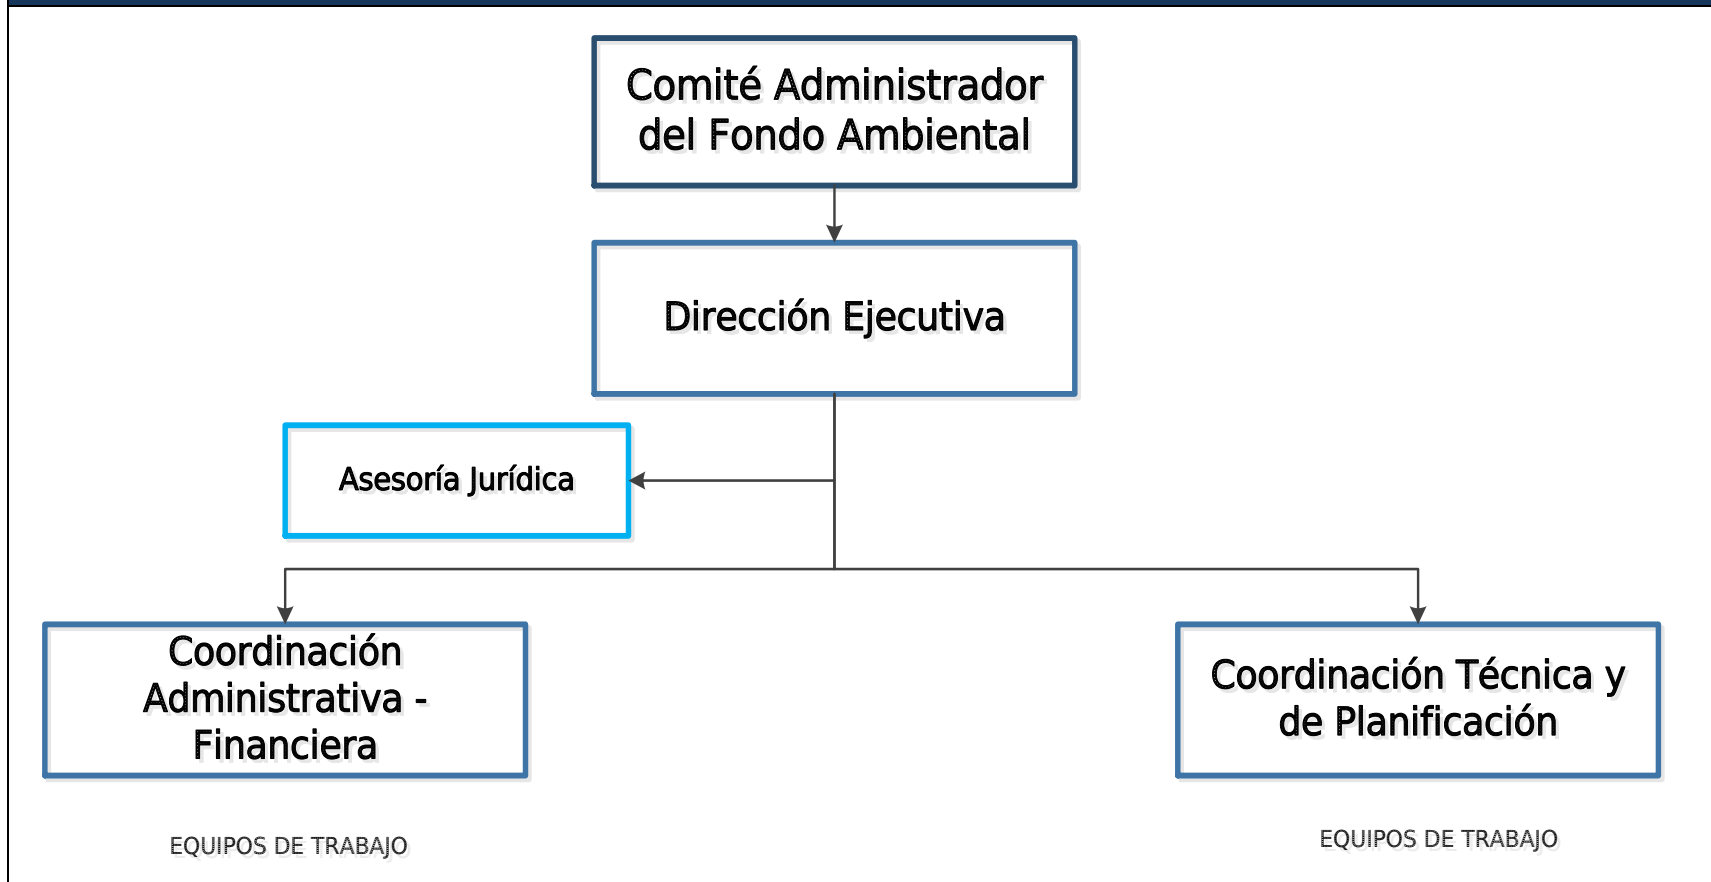 Comité Administrador
del Fondo Ambiental
Dirección Ejecutiva
Asesoría Jurídica
Coordinación
Administrativa -
Financiera
Coordinación Técnica y
de Planificación
EQUIPOS DE TRABAJO
EQUIPOS DE TRABAJO